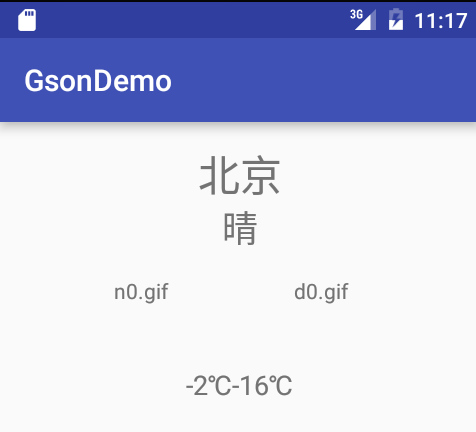 3G 11:17
GsonDemo
北京
晴
n0.gif d0.gif
-2℃-16℃